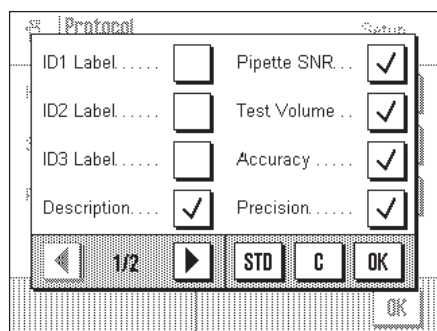 Protocol Setup
ID1 Label...... Pipette SNR...
ID2 Label...... Test Volume ..
ID3 Label...... Accuracy .....
Description.... Precision......
1/2 STD C OK
OK